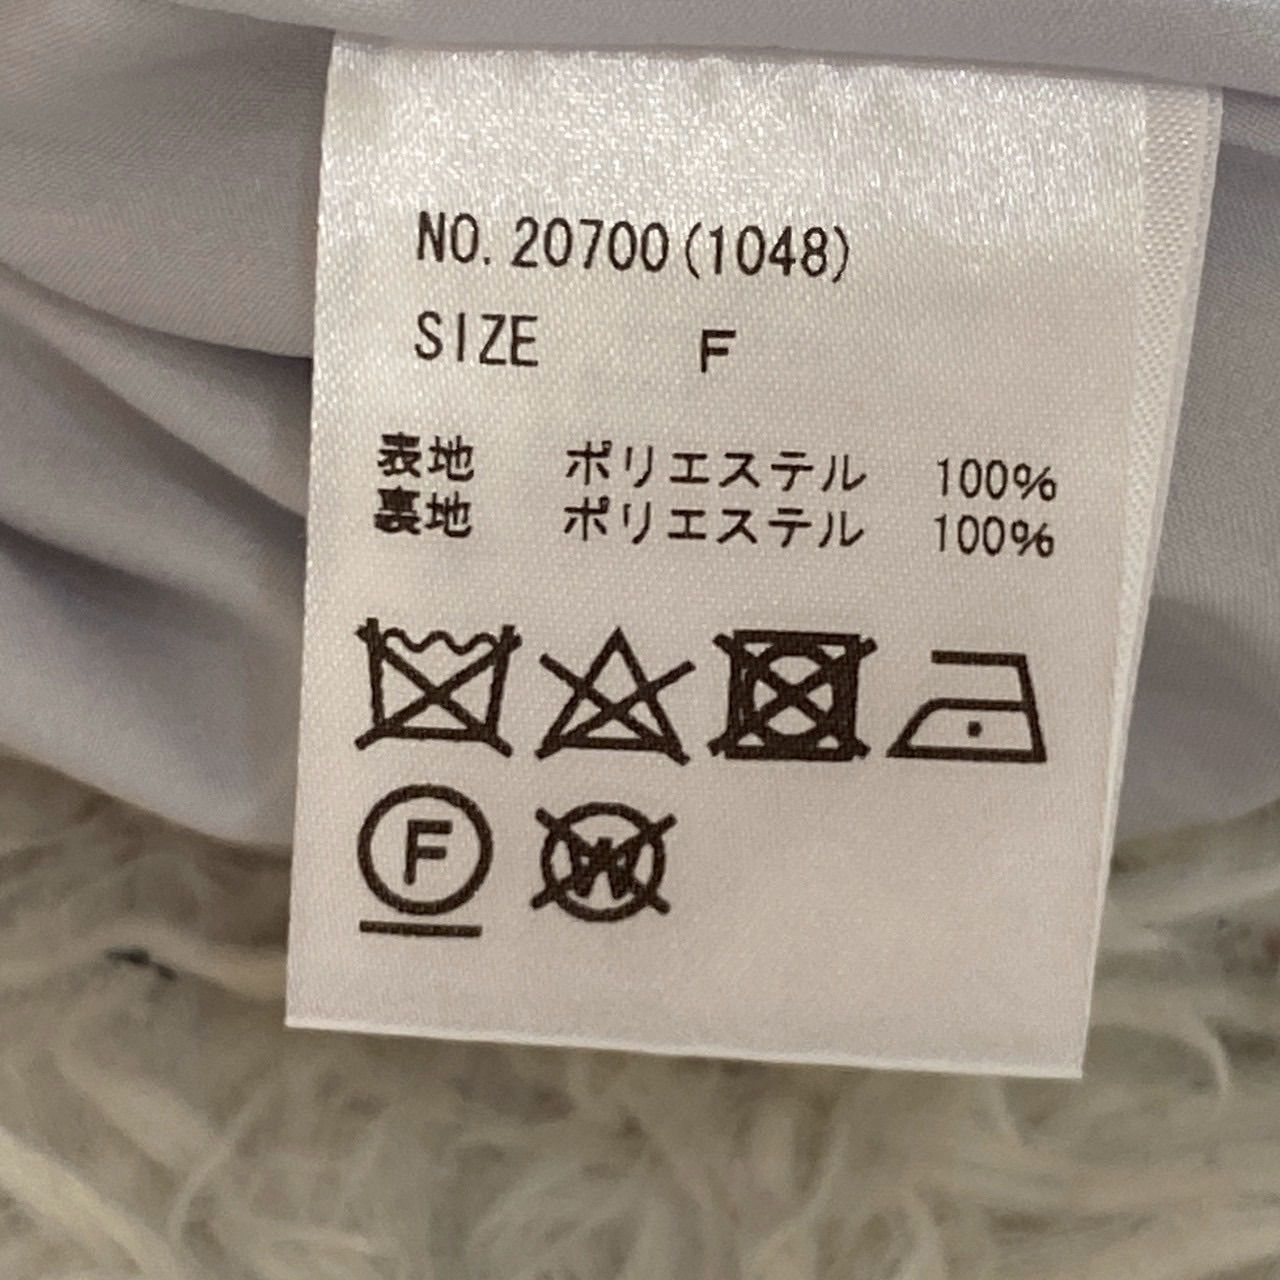 NO. 20700(1048)
SIZE F
表地 ポリエステル 100%
裏地 ポリエステル 100%
F
W